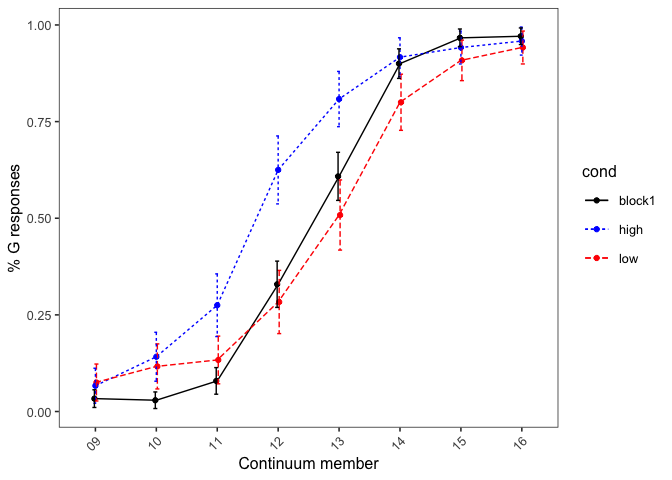 1.00
0.75
0.50
0.25
0.00
% G responses
09 10 11 12 13 14 15 16
Continuum member
cond
block1
high
low